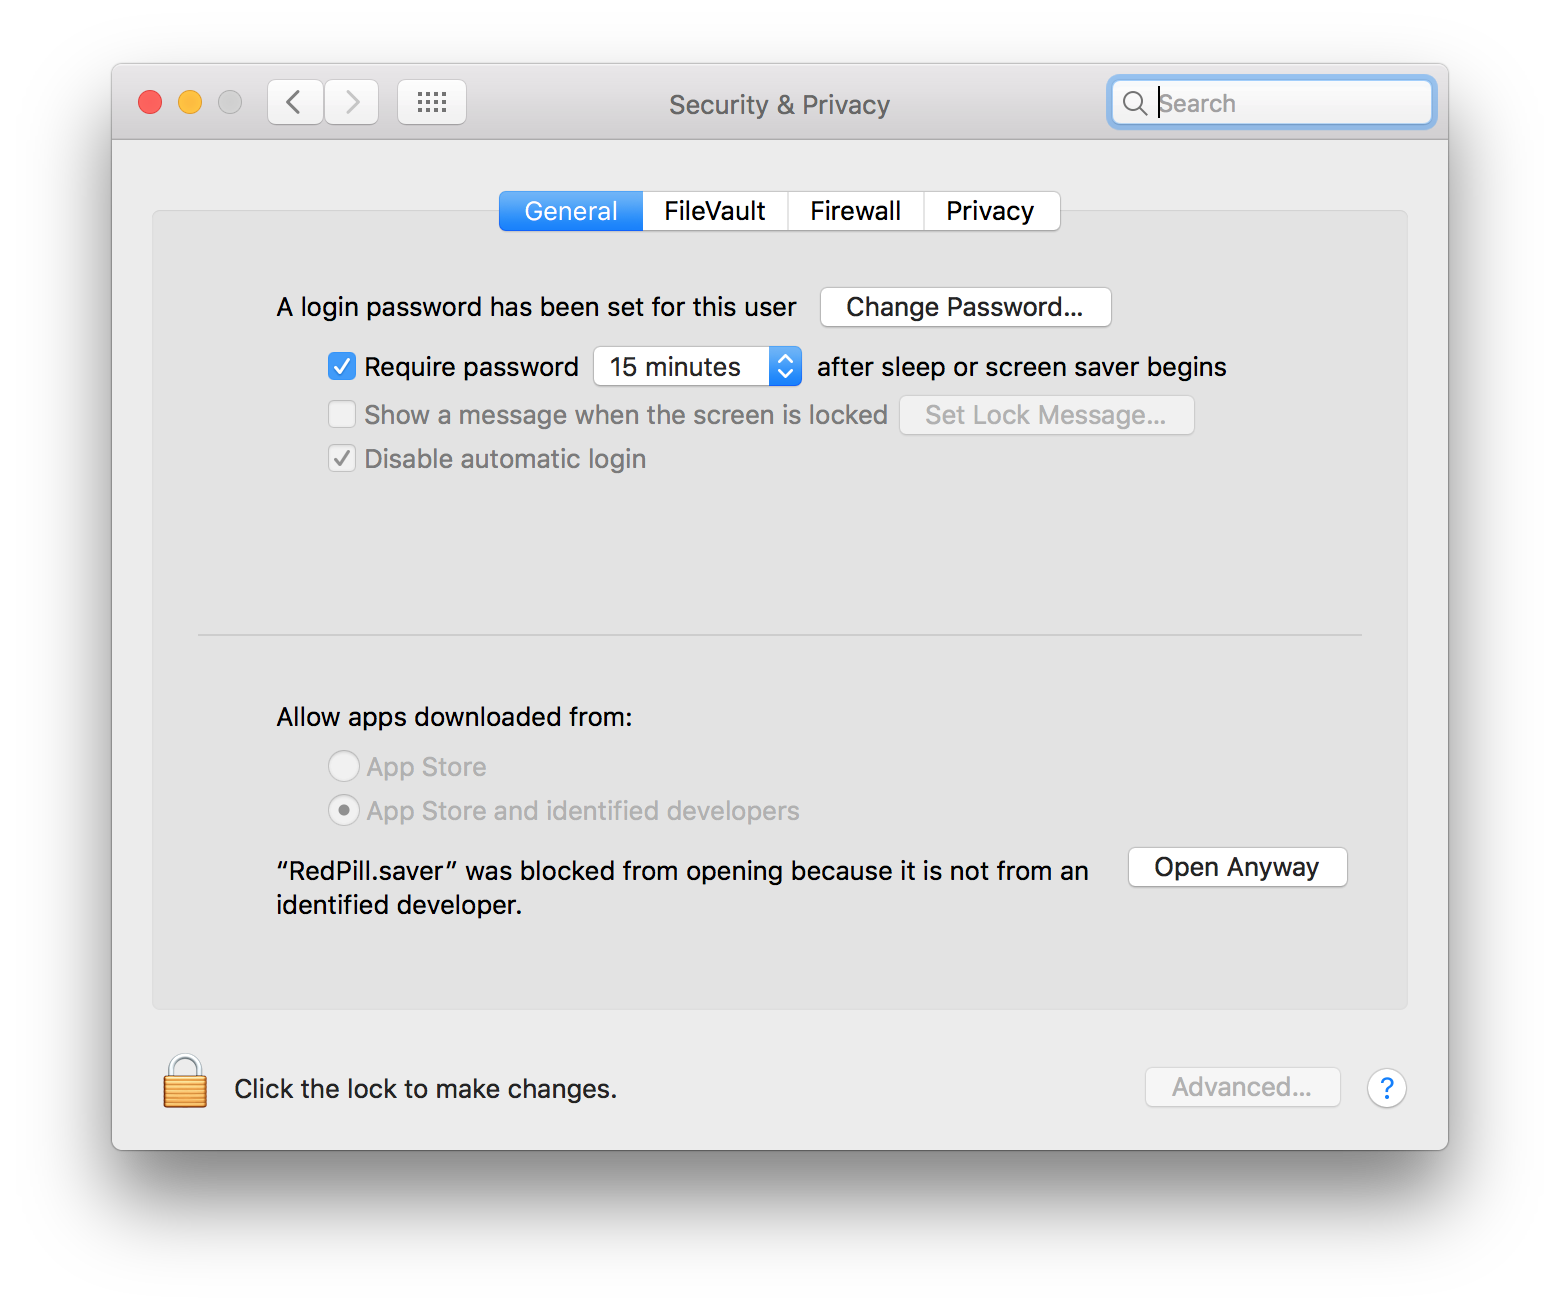 Security & Privacy
Search
General
FileVault
Firewall
Privacy
A login password has been set for this user
Change Password...
Require password
15 minutes
after sleep or screen saver begins
Show a message when the screen is locked
Set Lock Message...
Disable automatic login
Allow apps downloaded from:
App Store
App Store and identified developers
“RedPill.saver” was blocked from opening because it is not from an
identified developer.
Open Anyway
Click the lock to make changes.
Advanced...
?